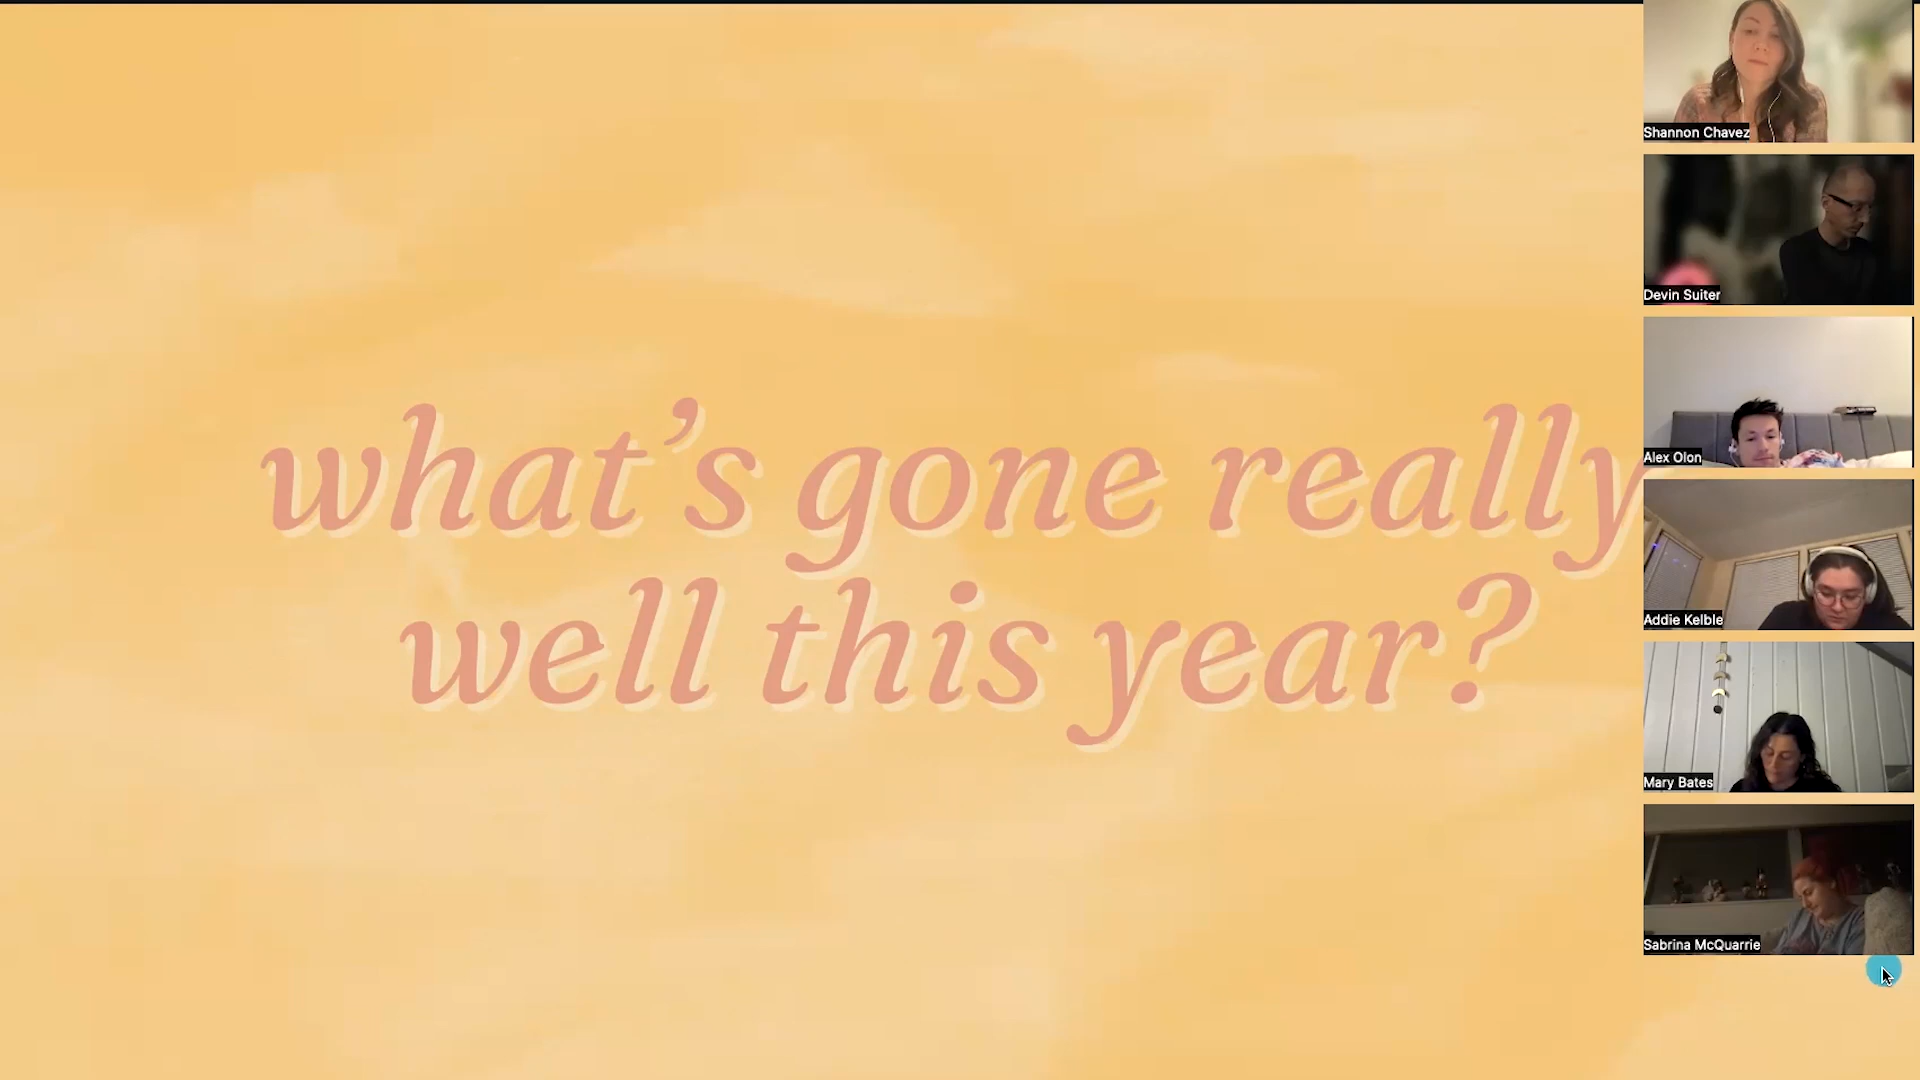 what's gone really
well this year?
Shannon Chavez
Devin Suiter
Alex Olon
Addie Kelble
Mary Bates
Sabrina McQuarrie